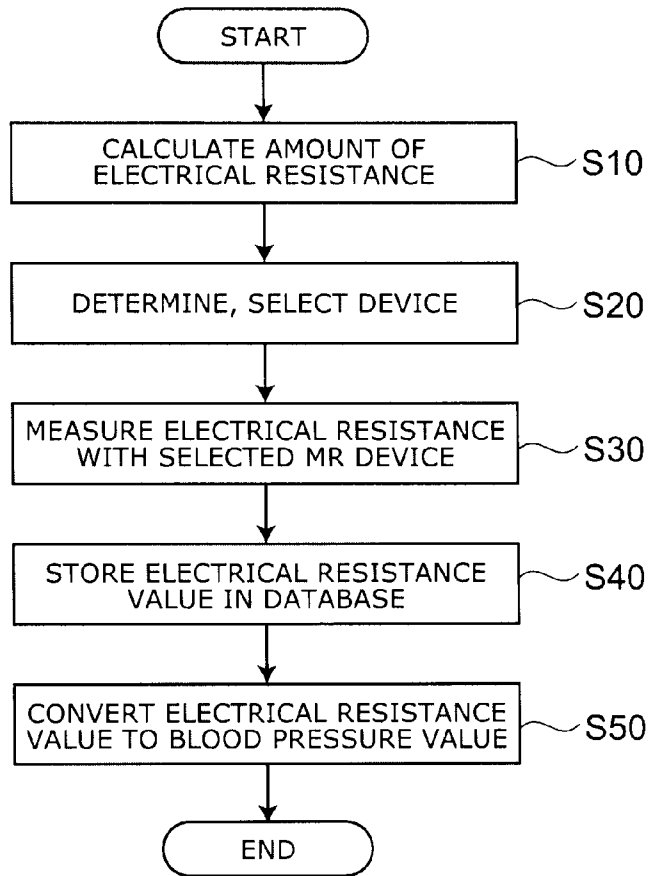 START
CALCULATE AMOUNT OF
ELECTRICAL RESISTANCE
S10
DETERMINE, SELECT DEVICE
S20
MEASURE ELECTRICAL RESISTANCE
WITH SELECTED MR DEVICE
S30
STORE ELECTRICAL RESISTANCE
VALUE IN DATABASE
S40
CONVERT ELECTRICAL RESISTANCE
VALUE TO BLOOD PRESSURE VALUE
S50
END